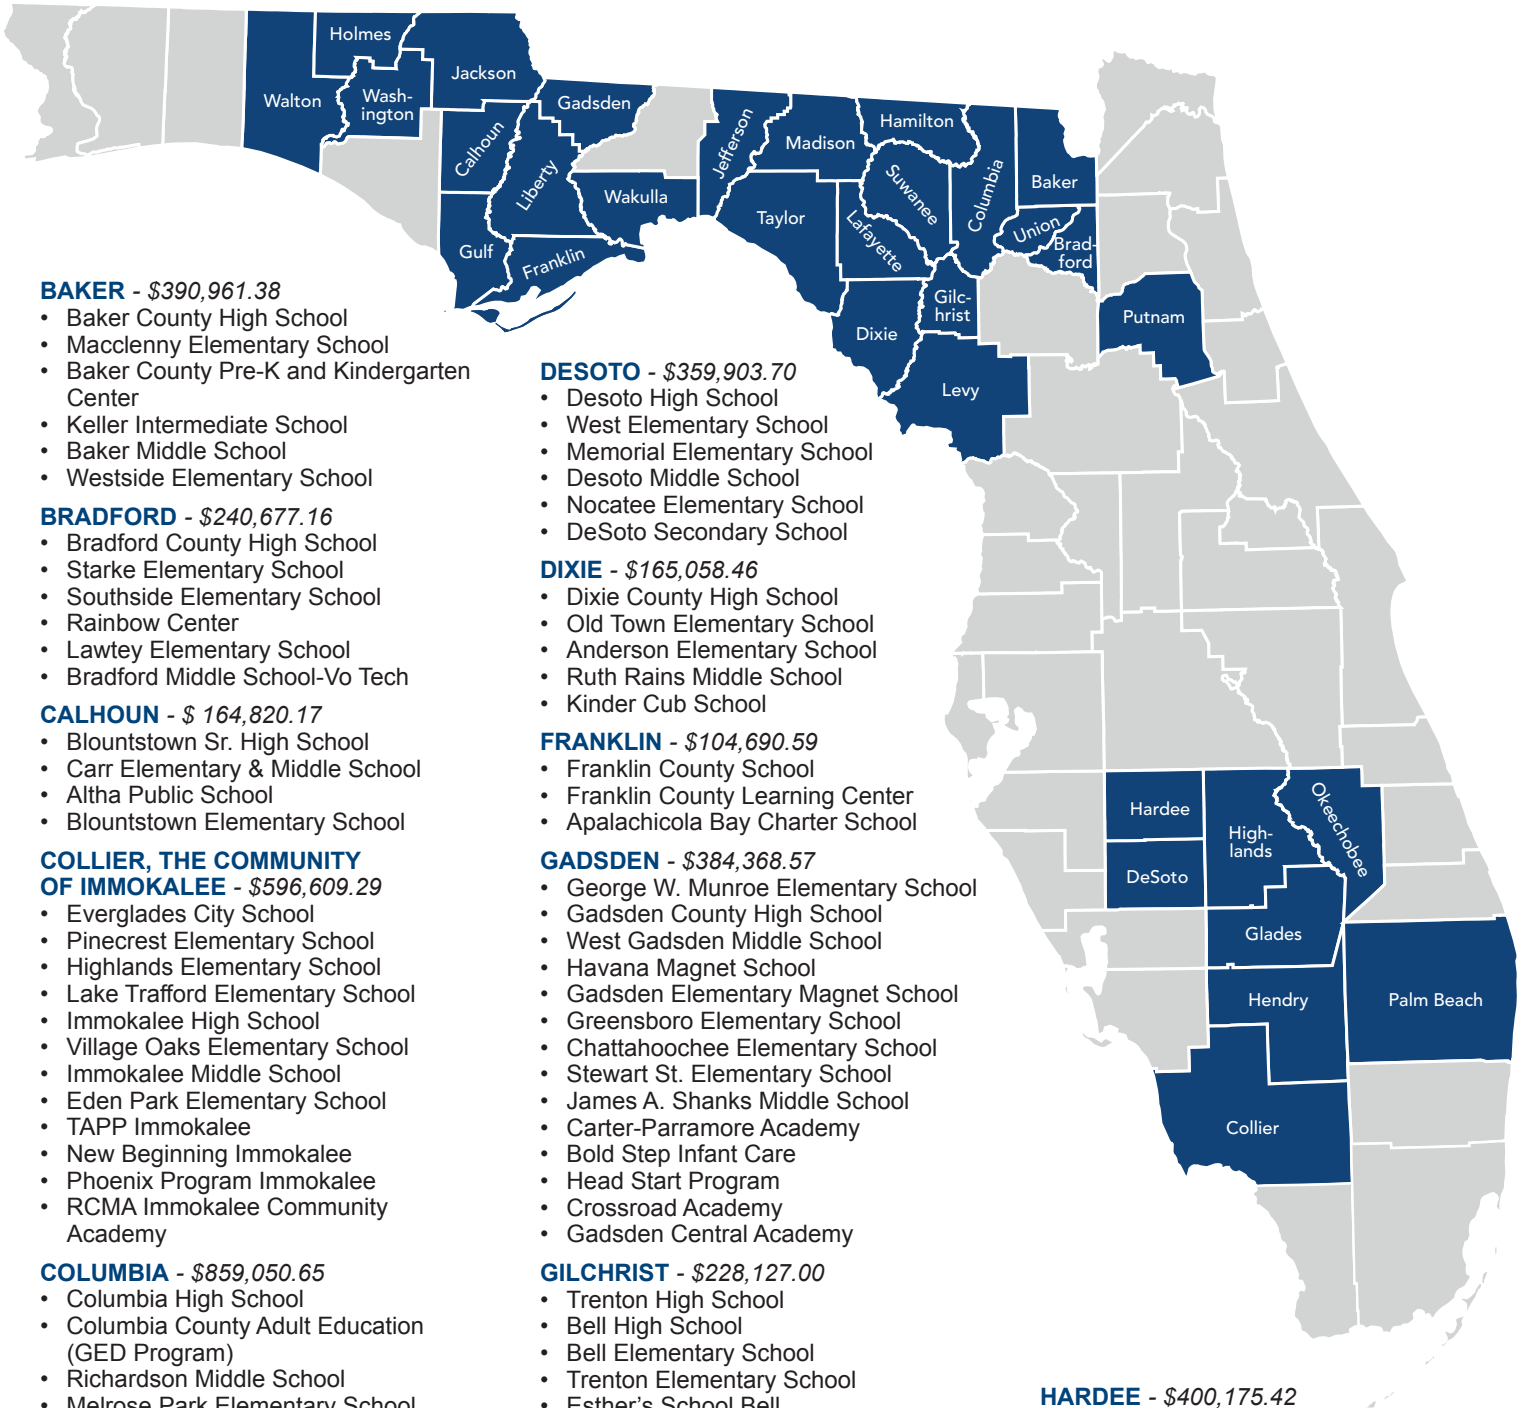 Holmes
Jackson
Walton
Wash-
ington
Gadsden
Calhoun
Liberty
Jefferson
Madison
Hamilton
Columbia
Baker
Wakulla
Suwanee
Taylor
Lafayette
Union
Brad-
ford
Gulf
Franklin
Gilc-
hrist
Dixie
Putnam
Levy
Hardee
High-
lands
Okeechobee
DeSoto
Glades
Hendry
Palm Beach
Collier
BAKER - $390,961.38
• Baker County High School
• Macclenny Elementary School
• Baker County Pre-K and Kindergarten
Center
• Keller Intermediate School
• Baker Middle School
• Westside Elementary School
BRADFORD - $240,677.16
• Bradford County High School
• Starke Elementary School
• Southside Elementary School
• Rainbow Center
• Lawtey Elementary School
• Bradford Middle School-Vo Tech
CALHOUN - $ 164,820.17
• Blountstown Sr. High School
• Carr Elementary & Middle School
• Altha Public School
• Blountstown Elementary School
COLLIER, THE COMMUNITY
OF IMMOKALEE - $596,609.29
• Everglades City School
• Pinecrest Elementary School
• Highlands Elementary School
• Lake Trafford Elementary School
• Immokalee High School
• Village Oaks Elementary School
• Immokalee Middle School
• Eden Park Elementary School
• TAPP Immokalee
• New Beginning Immokalee
• Phoenix Program Immokalee
• RCMA Immokalee Community
Academy
COLUMBIA - $859,050.65
• Columbia High School
• Columbia County Adult Education
(GED Program)
• Richardson Middle School
• Melrose Park Elementary School
DESOTO - $359,903.70
• Desoto High School
• West Elementary School
• Memorial Elementary School
• Desoto Middle School
• Nocatee Elementary School
• DeSoto Secondary School
DIXIE - $165,058.46
• Dixie County High School
• Old Town Elementary School
• Anderson Elementary School
• Ruth Rains Middle School
• Kinder Cub School
FRANKLIN - $104,690.59
• Franklin County School
• Franklin County Learning Center
• Apalachicola Bay Charter School
GADSDEN - $384,368.57
• George W. Munroe Elementary School
• Gadsden County High School
• West Gadsden Middle School
• Havana Magnet School
• Gadsden Elementary Magnet School
• Greensboro Elementary School
• Chattahoochee Elementary School
• Stewart St. Elementary School
• James A. Shanks Middle School
• Carter-Parramore Academy
• Bold Step Infant Care
• Head Start Program
• Crossroad Academy
• Gadsden Central Academy
GILCHRIST - $228,127.00
• Trenton High School
• Bell High School
• Bell Elementary School
• Trenton Elementary School
• Esther's School Bell
HARDEE - $400,175.42